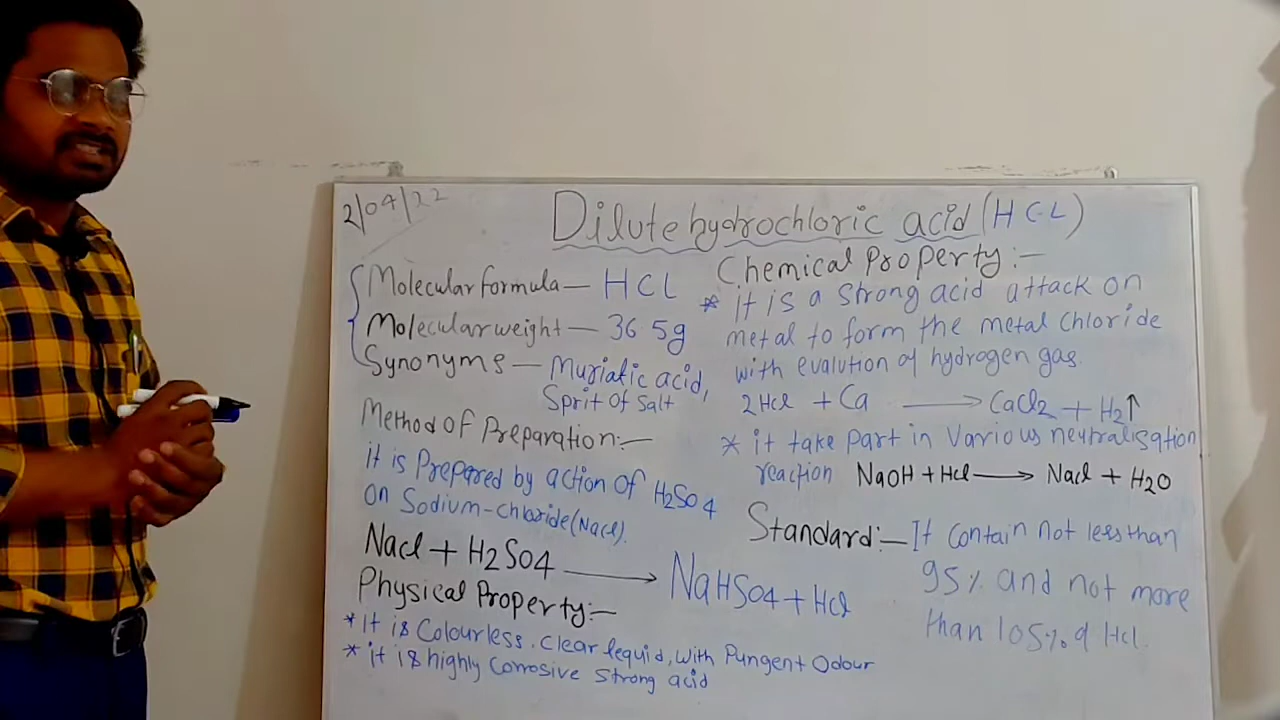 2/04/22
Dilute hydrochloric acid (HCL)
Molecular formula — HCL
Molecular weight — 36 5g
Synonyms — Muriatic acid,
Sprit of Salt
Method of Preparation:—
it is Prepared by action of H2SO4
on Sodium-chloride(Nacl).
Nacl + H2SO4 ⟶ NaHSO4 + Hcl
Physical Property:—
* It is Colourless. Clear lequid, with Pungent Odour
* it is highly Corrosive Strong acid
Chemical Property:—
* it is a strong acid attack on
metal to form the metal chloride
with evalution of hydrogen gas.
2Hcl + Ca ⟶ CaCl2 + H2↑
* it take part in Various neutralisation
reaction NaOH + Hcl ⟶ Nacl + H2O
Standard:— It contain not less than
95% and not more
than 105% of Hcl.